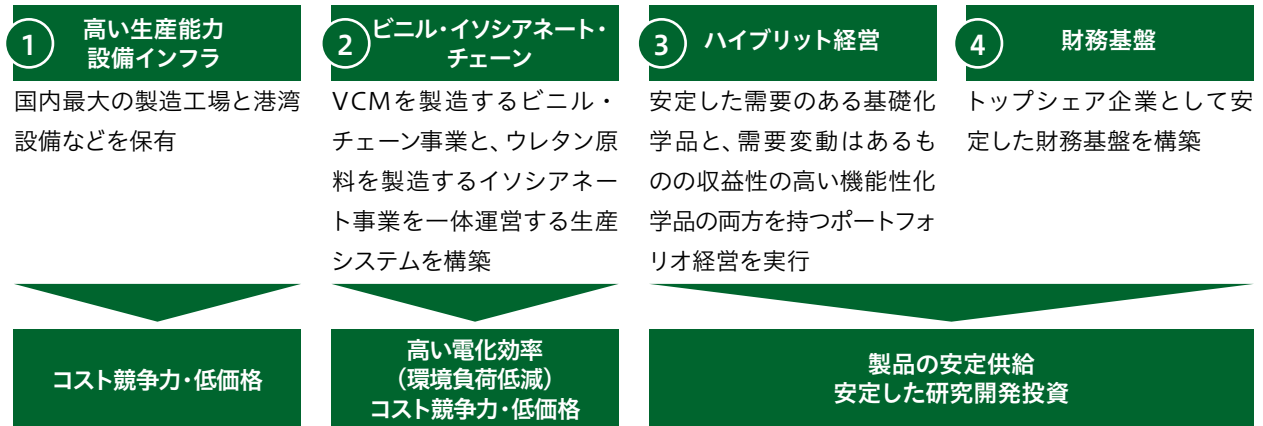 1
高い生産能力
設備インフラ
国内最大の製造工場と港湾
設備などを保有
コスト競争力・低価格
2
ビニル・イソシアネート・
チェーン
VCMを製造するビニル・
チェーン事業と、ウレタン原
料を製造するイソシアネー
ト事業を一体運営する生産
システムを構築
高い電化効率
（環境負荷低減）
コスト競争力・低価格
3
ハイブリット経営
安定した需要のある基礎化
学品と、需要変動はあるも
のの収益性の高い機能性化
学品の両方を持つポートフォ
リオ経営を実行
4
財務基盤
トップシェア企業として安
定した財務基盤を構築
製品の安定供給
安定した研究開発投資